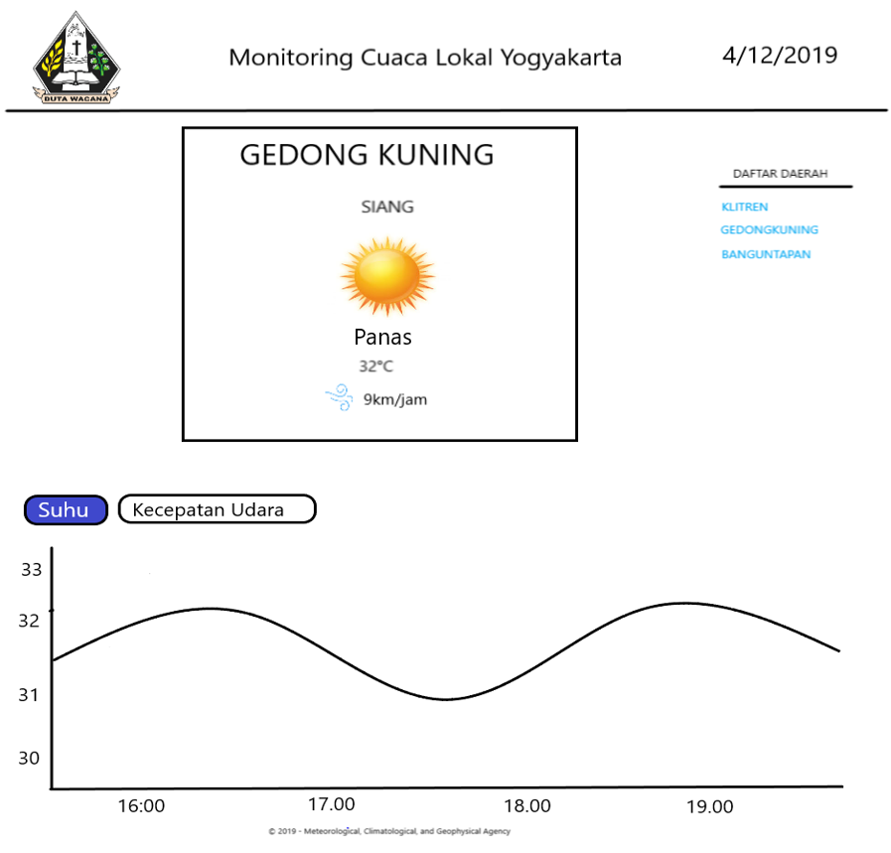 DUTA WACANA
Monitoring Cuaca Lokal Yogyakarta
4/12/2019
GEDONG KUNING
SIANG
Panas
32°C
9km/jam
DAFTAR DAERAH
KLITREN
GEDONGKUNING
BANGUNTAPAN
Suhu
Kecepatan Udara
33
32
31
30
16:00 17.00 18.00 19.00
© 2019 - Meteorological, Climatological, and Geophysical Agency